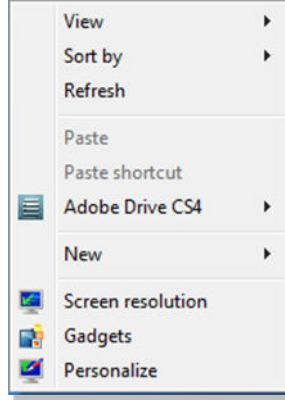 View
Sort by
Refresh
Paste
Paste shortcut
Adobe Drive CS4
New
Screen resolution
Gadgets
Personalize